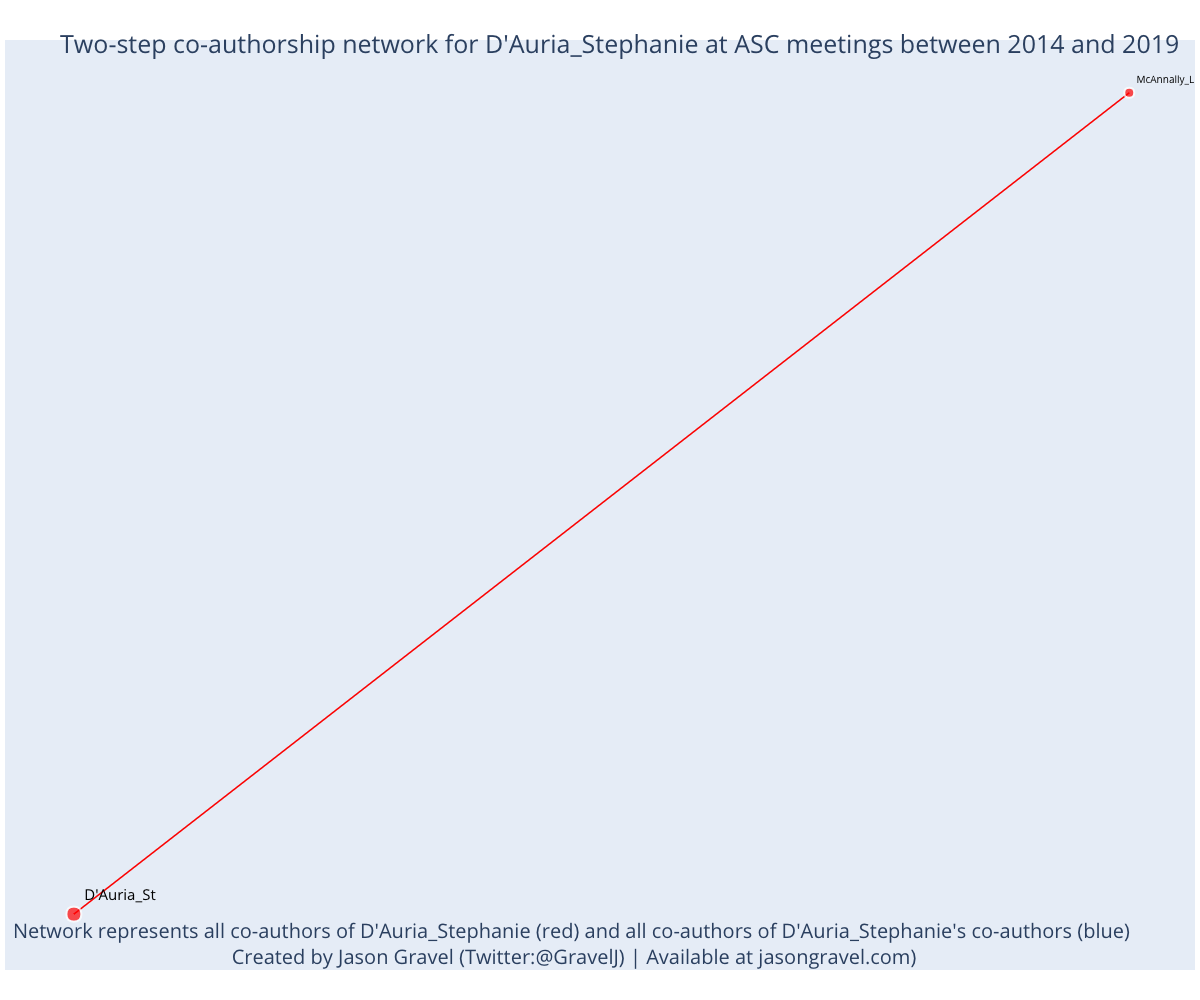 Two-step co-authorship network for D'Auria_Stephanie at ASC meetings between 2014 and 2019
McAnnally_L
D'Auria_St
Network represents all co-authors of D'Auria_Stephanie (red) and all co-authors of D'Auria_Stephanie's co-authors (blue)
Created by Jason Gravel (Twitter:@GravelJ) | Available at jasongravel.com)